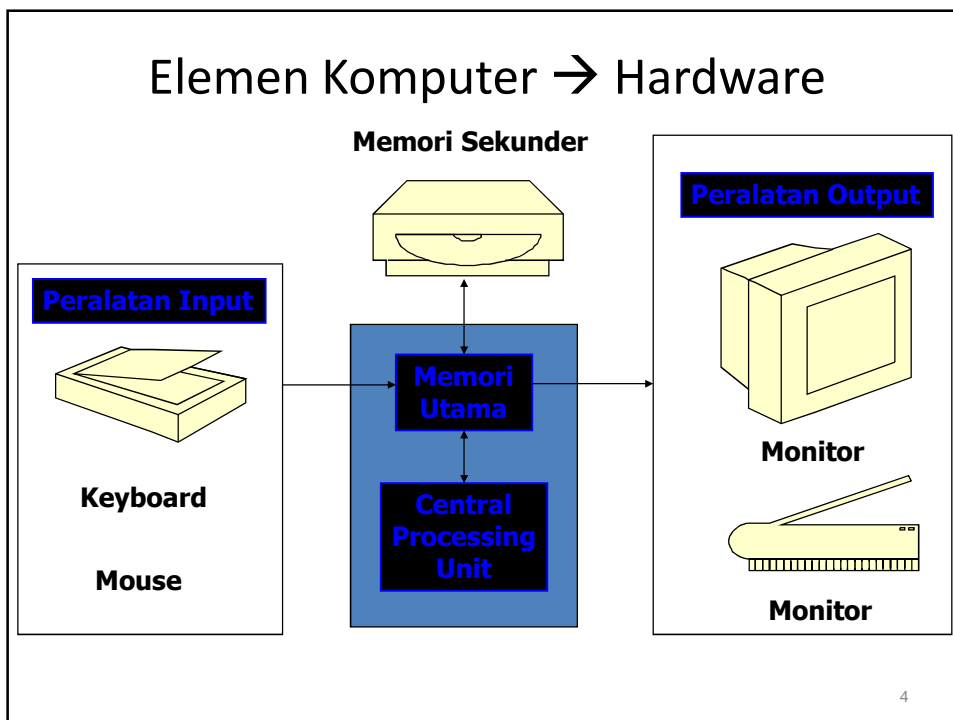 Elemen Komputer → Hardware
Memori Sekunder
Peralatan Input
Keyboard
Mouse
Memori
Utama
Central
Processing
Unit
Peralatan Output
Monitor
Monitor
4